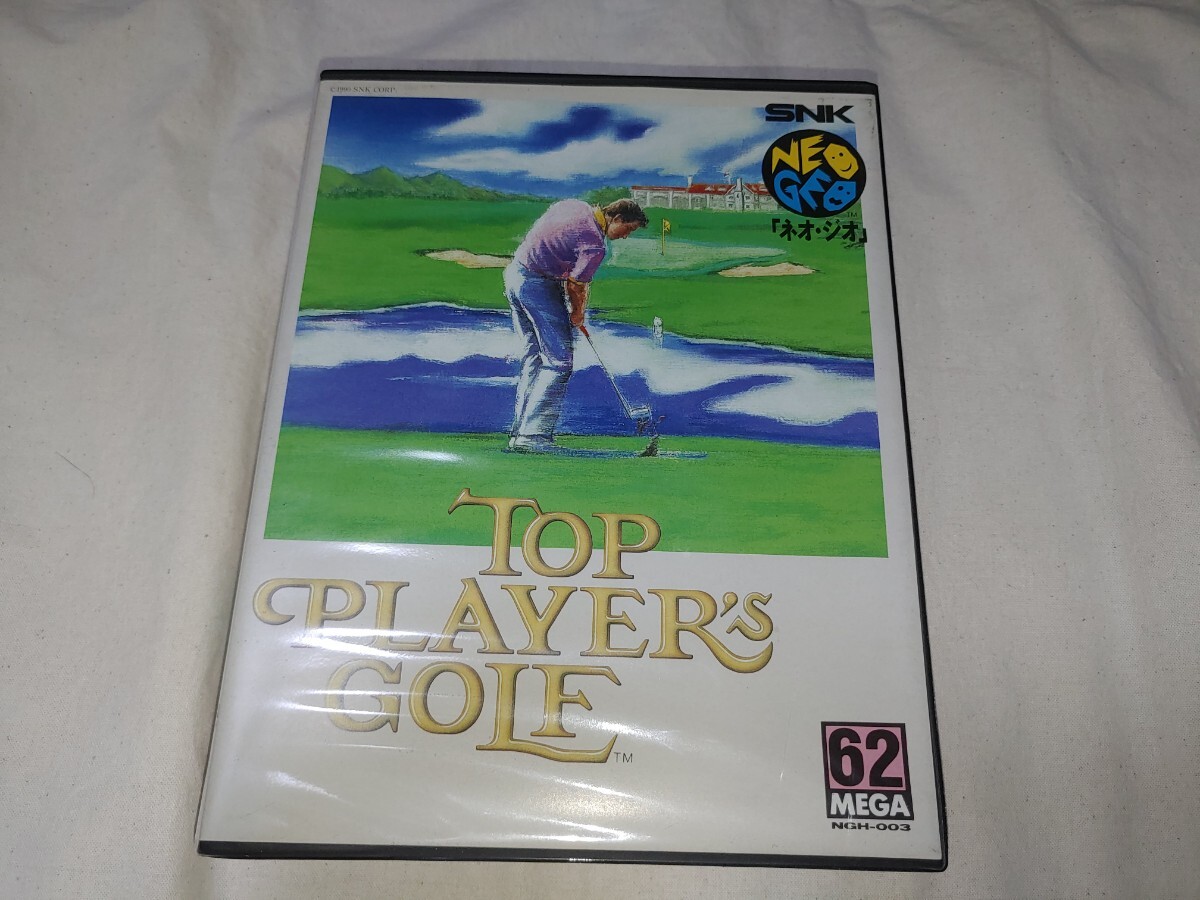 ©1990 SNK CORP.
SNK
NEO
GEO
TM
「ネオ・ジオ」
TOP
PLAYER'S
GOLF
TM
62
MEGA
NGH-003